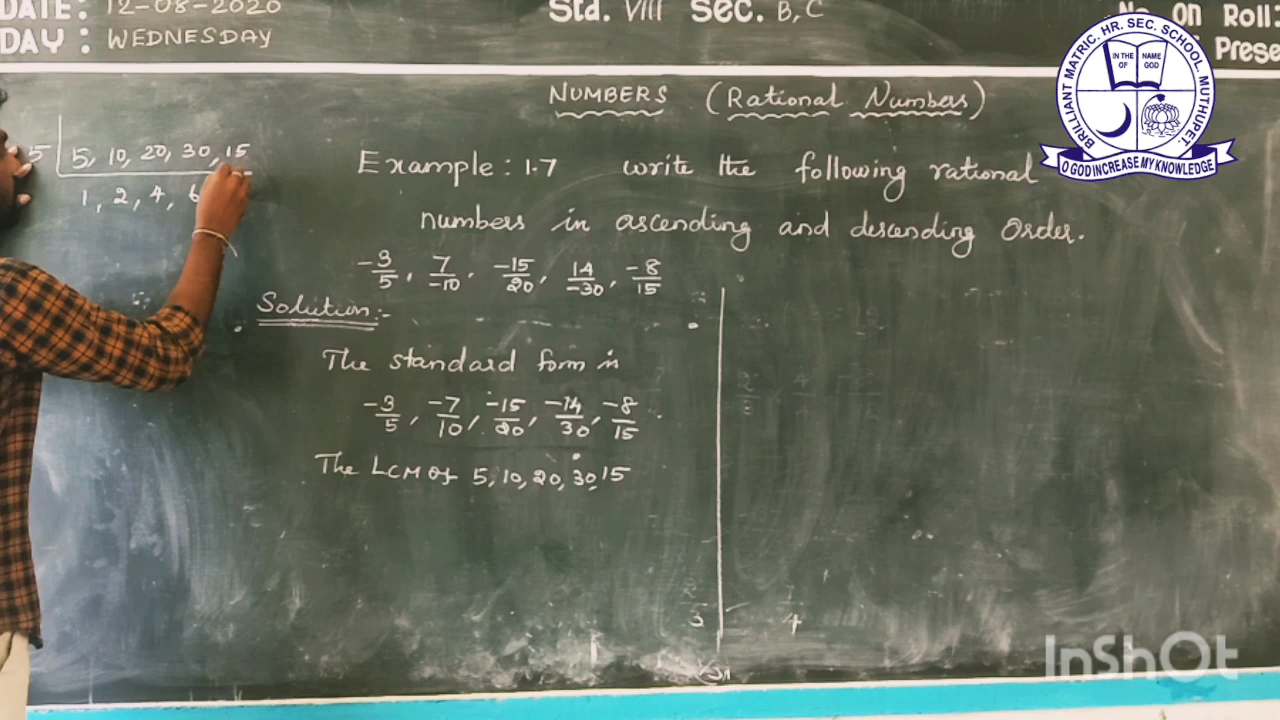 DATE: 12-08-2020
DAY: WEDNESDAY
Std. VIII Sec. B, C
No. on Roll:
Prese
BRILLIANT MATRIC. HR. SEC. SCHOOL, MUTHUPET.
IN THE NAME
OF GOD
O GOD INCREASE MY KNOWLEDGE
NUMBERS (Rational Numbers)
5 | 5, 10, 20, 30, 15
1, 2, 4, 6
Example: 1.7 write the following rational
numbers in ascending and descending Order.
-3/5, 7/-10, -15/20, 14/-30, -8/15
Solution:-
The standard form is
-3/5, -7/10, -15/20, -14/30, -8/15.
The LCM Of 5, 10, 20, 30, 15
InShOt